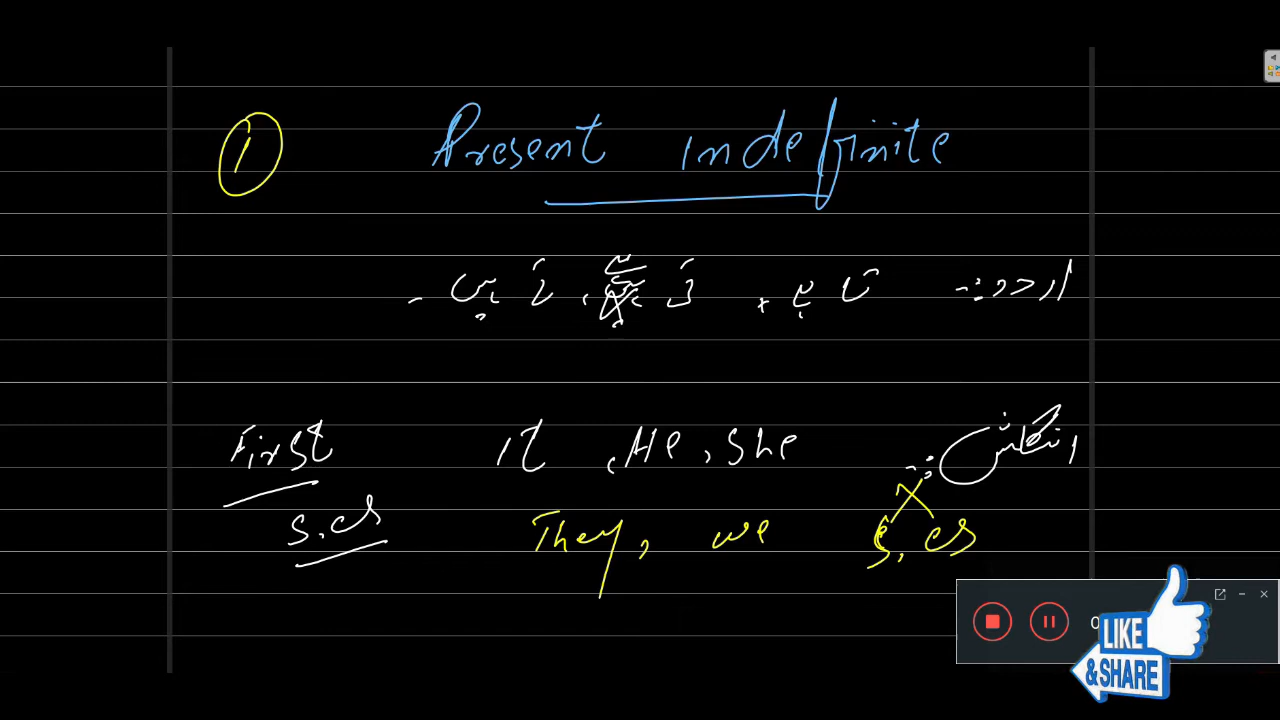 1 Present indefinite
اردو:- تا ہے، تی ہے، تے ہیں -
انگلش:- It, He, She First
They, we s, es s, es
LIKE
& SHARE